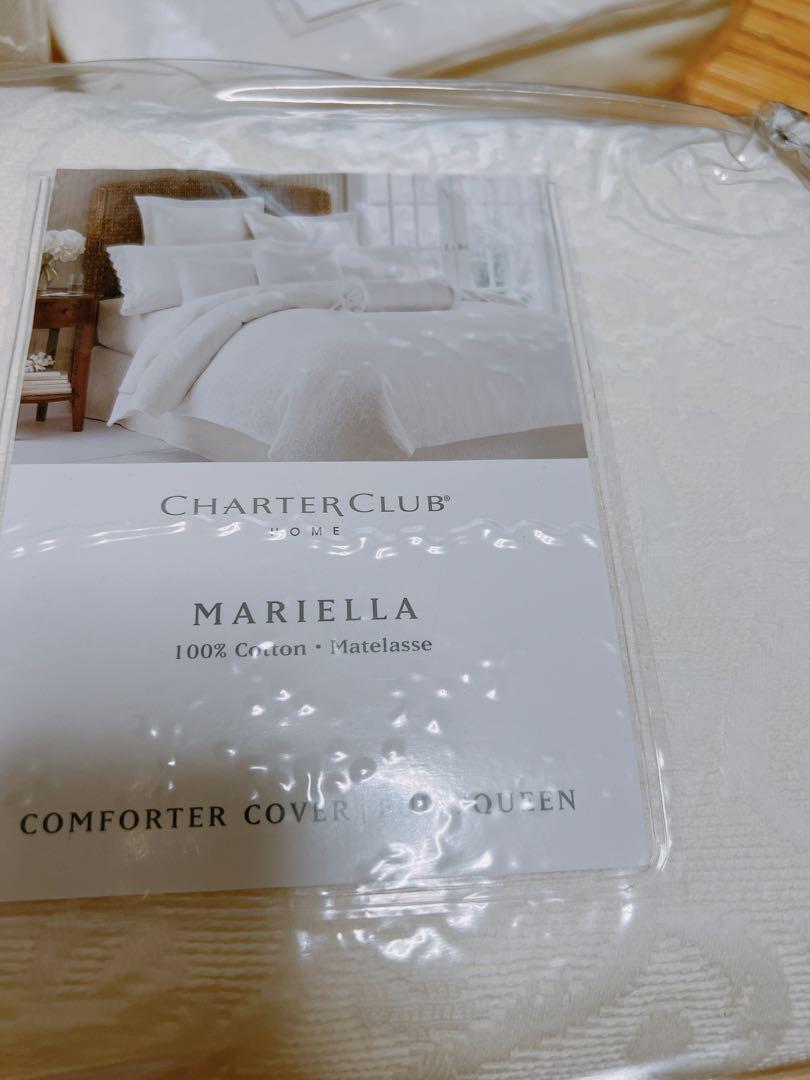 CHARTERCLUB®
HOME
MARIELLA
100% Cotton • Matelasse
COMFORTER COVER QUEEN